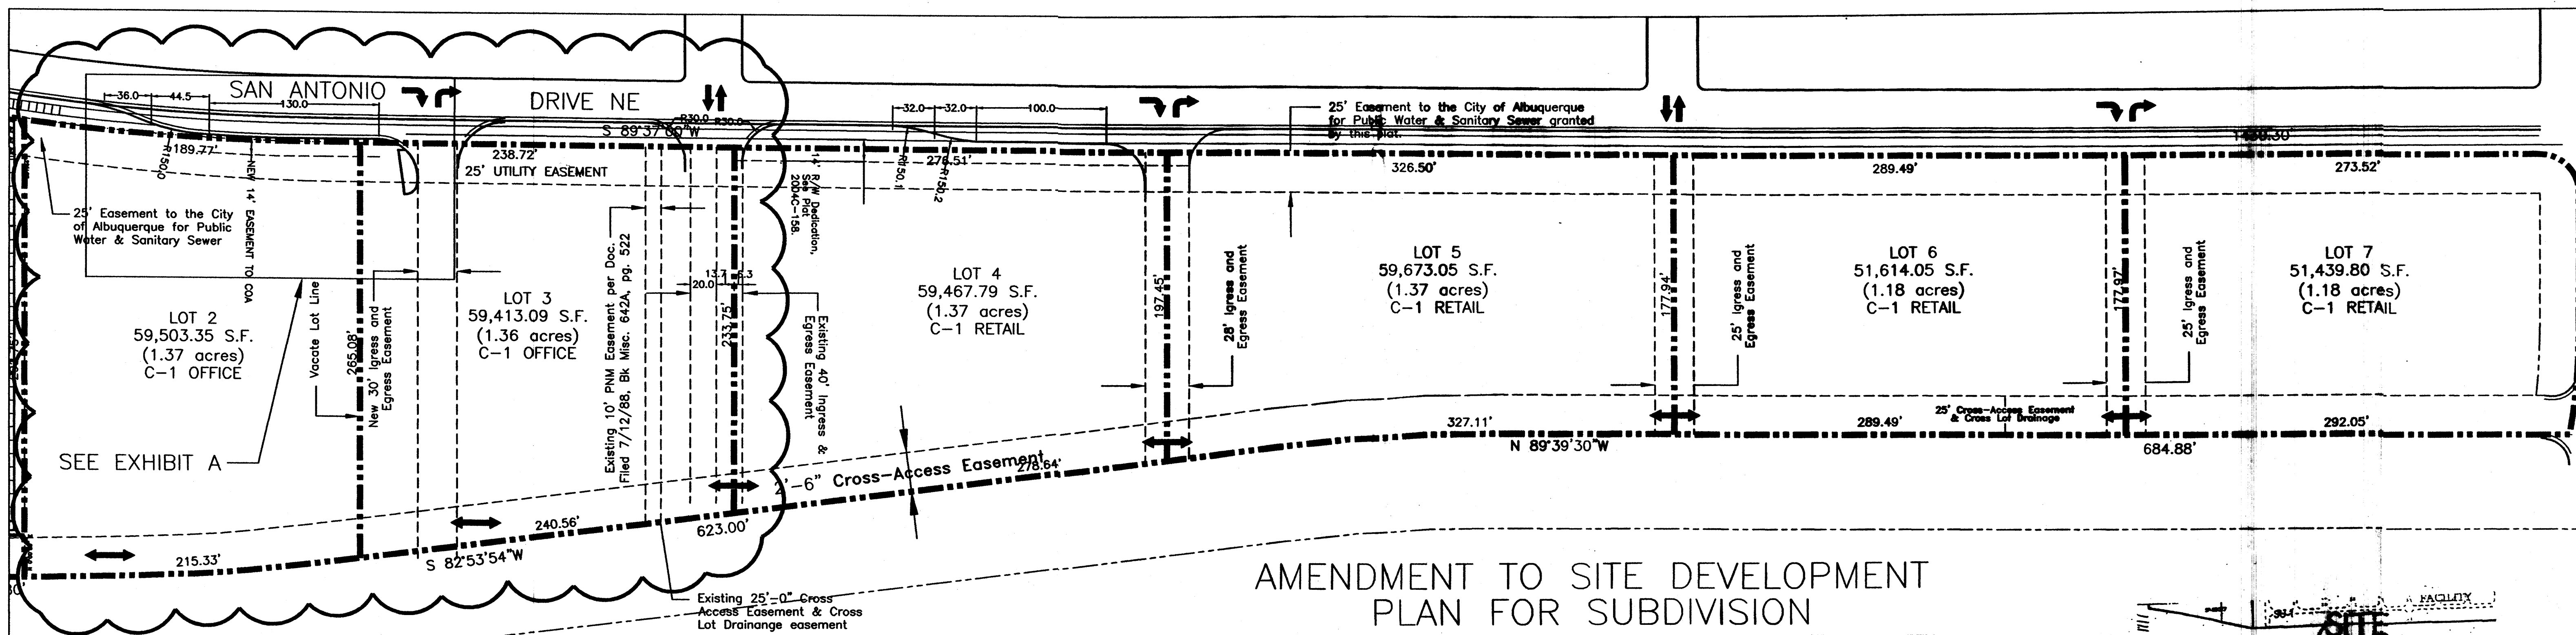 SAN ANTONIO
DRIVE NE
36.0
44.5
130.0
R30.0
R30.0
S 89°37'00"W
32.0
32.0
100.0
25' Easement to the City of Albuquerque
for Public Water & Sanitary Sewer granted
by this plat.
189.77'
R150.0
238.72'
25' UTILITY EASEMENT
276.51'
R150.1
R150.2
326.50'
289.49'
273.52'
NEW 14' EASEMENT TO COA
14' R/W Dedication,
See Plat
2004C-158.
25' Easement to the City
of Albuquerque for Public
Water & Sanitary Sewer
LOT 2
59,503.35 S.F.
(1.37 acres)
C-1 OFFICE
Vacate Lot Line
265.08'
New 30' Igress and
Egress Easement
LOT 3
59,413.09 S.F.
(1.36 acres)
C-1 OFFICE
Existing 10' PNM Easement per Doc.
Filed 7/12/88, Bk Misc. 642A, pg. 522
20.0
13.7
6.3
233.75'
Existing 40' Ingress &
Egress Easement
LOT 4
59,467.79 S.F.
(1.37 acres)
C-1 RETAIL
197.45'
28' Igress and
Egress Easement
LOT 5
59,673.05 S.F.
(1.37 acres)
C-1 RETAIL
177.94'
25' Igress and
Egress Easement
LOT 6
51,614.05 S.F.
(1.18 acres)
C-1 RETAIL
177.97'
25' Igress and
Egress Easement
LOT 7
51,439.80 S.F.
(1.18 acres)
C-1 RETAIL
SEE EXHIBIT A
215.33'
S 82°53'54"W
240.56'
623.00'
2'-6" Cross-Access Easement
278.64'
327.11'
N 89°39'30"W
289.49'
25' Cross-Access Easement
& Cross Lot Drainage
684.88'
292.05'
Existing 25'-0" Cross
Access Easement & Cross
Lot Drainange easement
AMENDMENT TO SITE DEVELOPMENT
PLAN FOR SUBDIVISION
SU-1
FACILITY
SITE